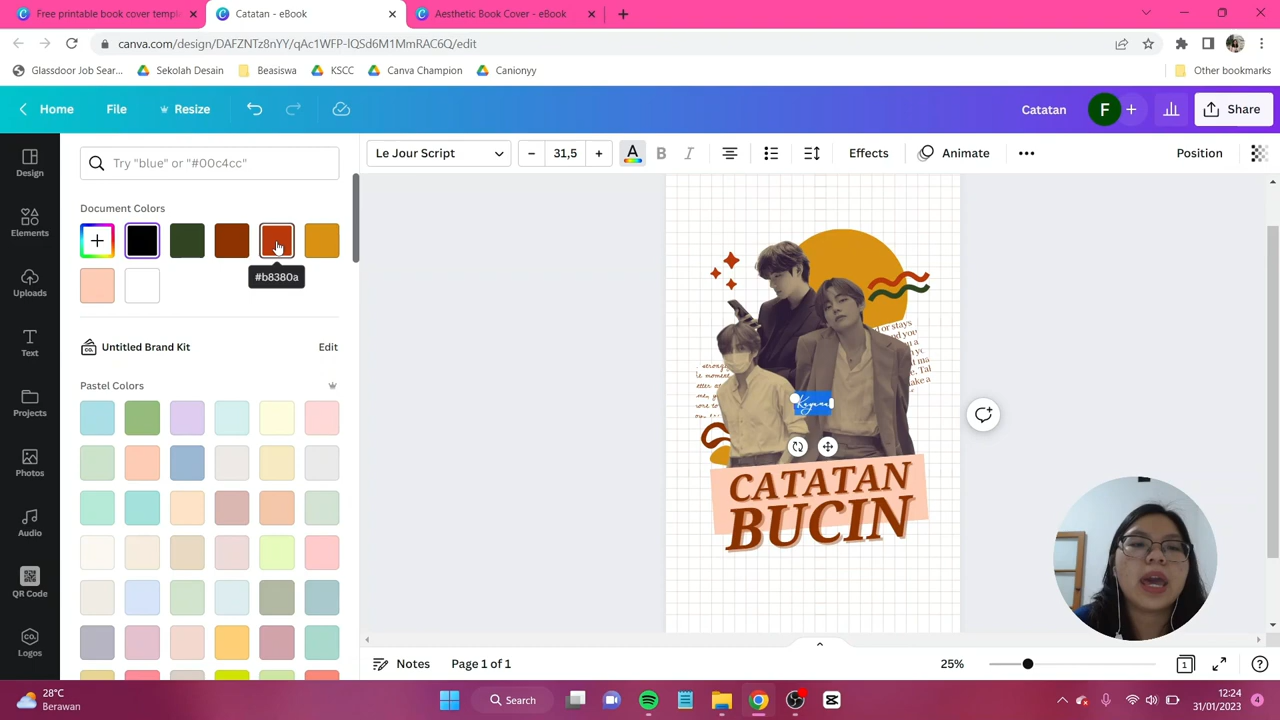 Free printable book cover templ
Catatan - eBook
Aesthetic Book Cover - eBook
canva.com/design/DAFZNTz8nYY/qAc1WFP-lQSd6M1MmRAC6Q/edit
Glassdoor Job Sear...
Sekolah Desain
Beasiswa
KSCC
Canva Champion
Canionyy
Other bookmarks
Home
File
Resize
Catatan
F
Share
Le Jour Script
31,5
A
B
I
Effects
Animate
Position
Design
Elements
Uploads
Text
Projects
Photos
Audio
QR Code
Logos
Try "blue" or "#00c4cc"
Document Colors
#b8380a
Untitled Brand Kit
Edit
Pastel Colors
CATATAN
BUCIN
Notes
Page 1 of 1
25%
1
28°C
Berawan
Search
12:24
31/01/2023
4